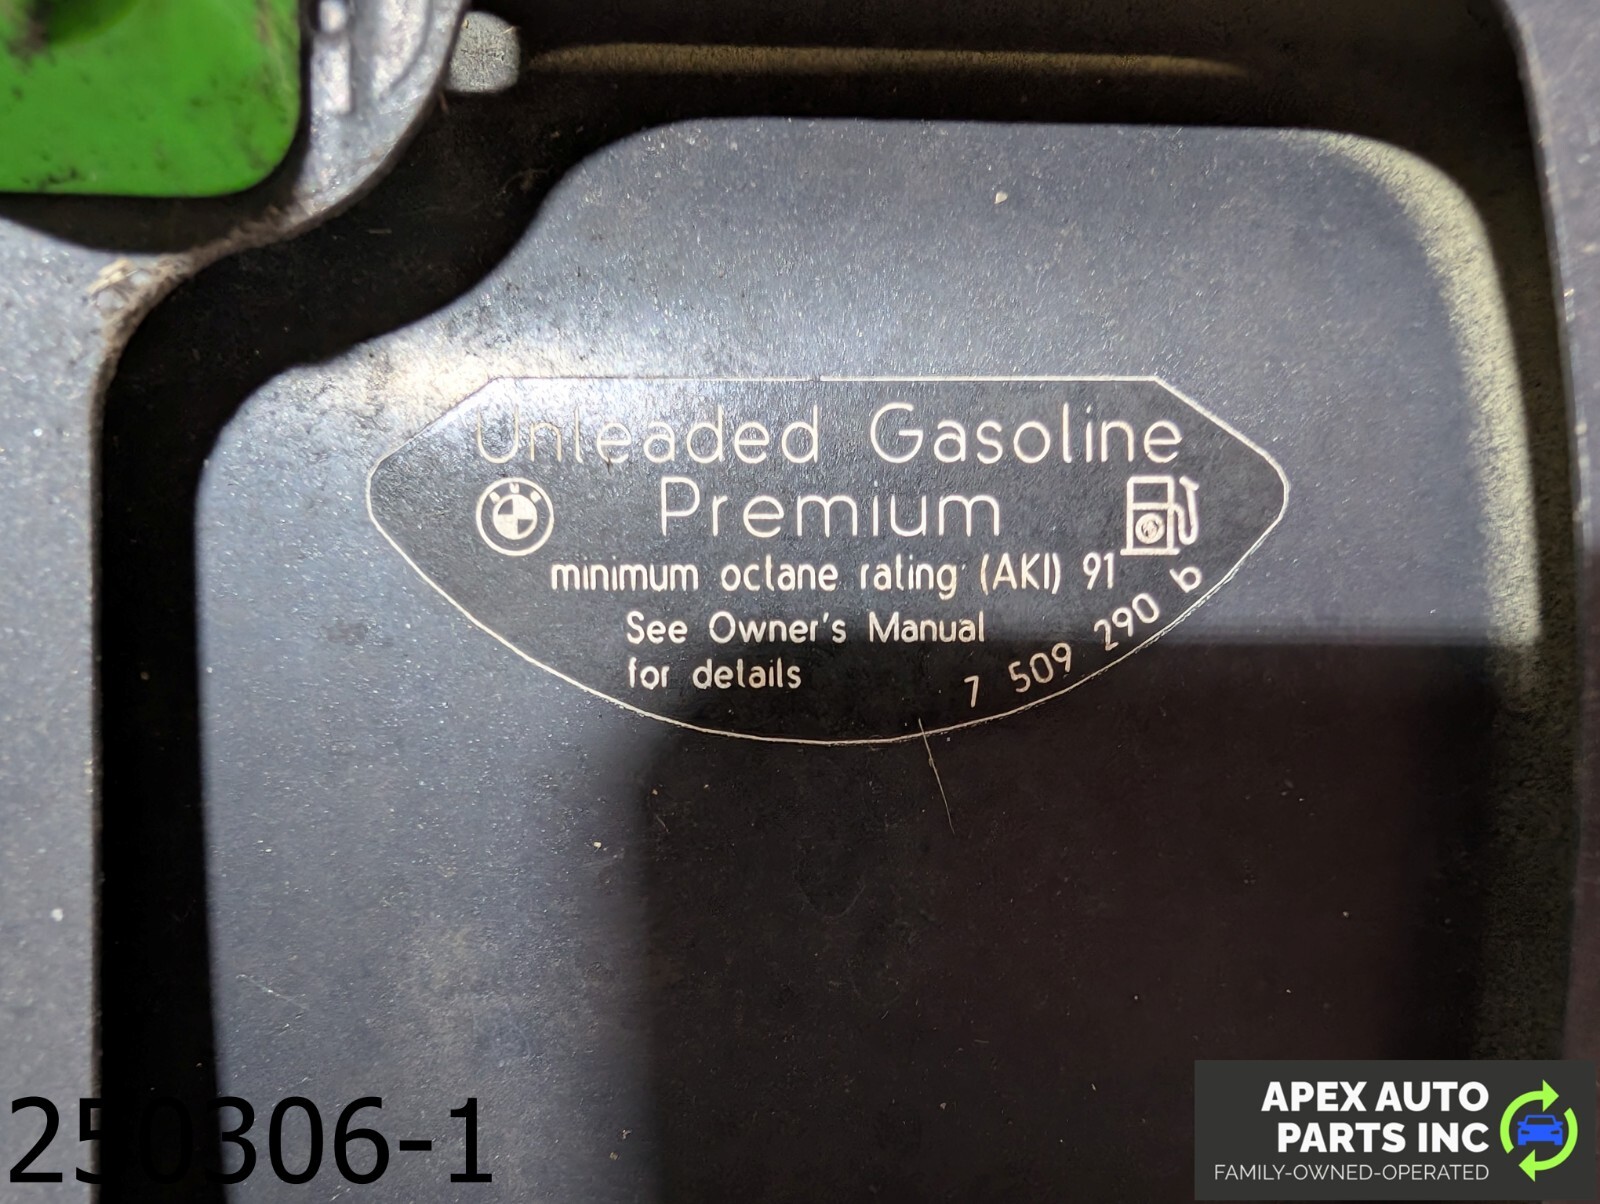 Unleaded Gasoline
Premium
minimum octane rating (AKI) 91
See Owner's Manual
for details
7 509 290 b
250306-1
APEX AUTO
PARTS INC
FAMILY-OWNED-OPERATED